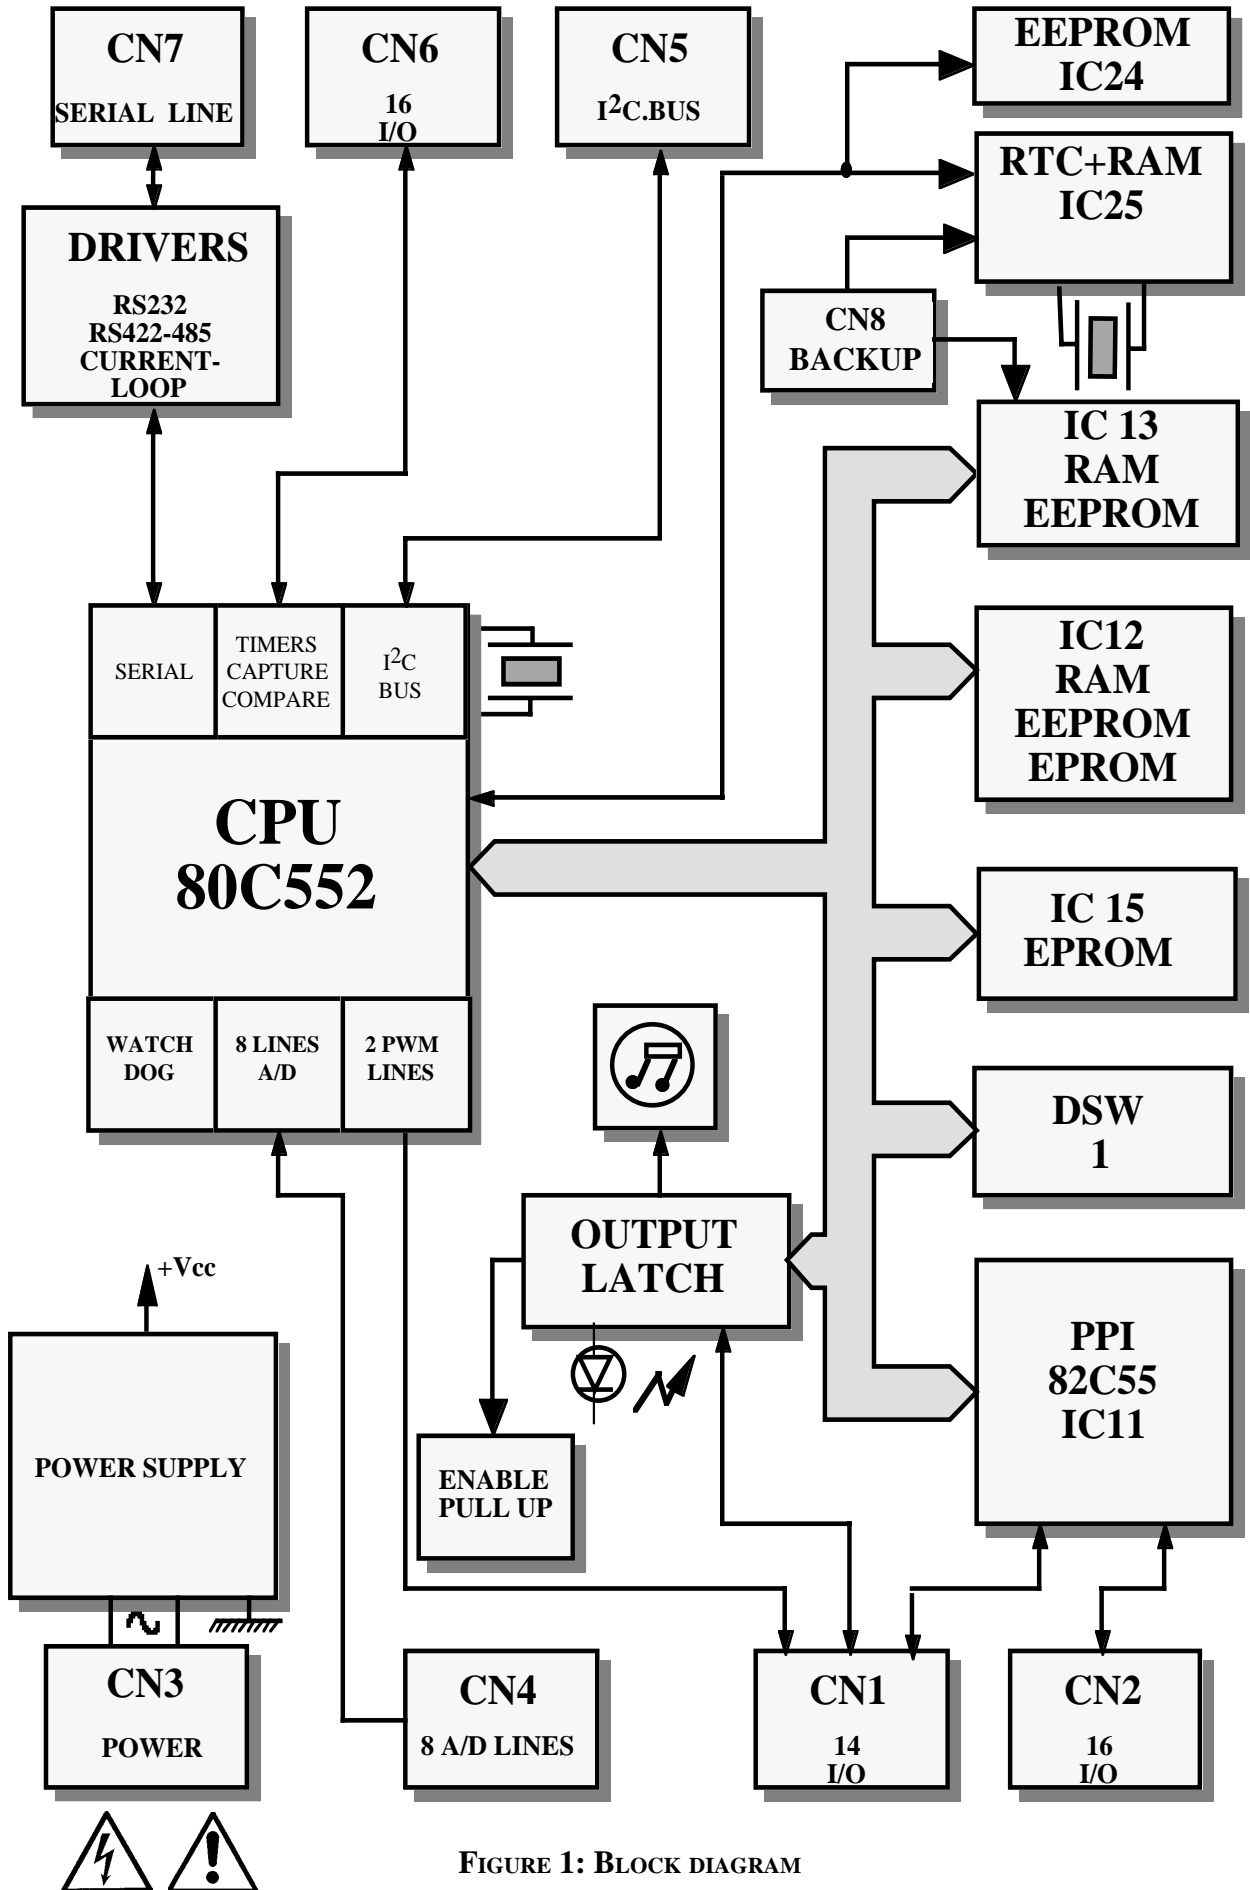 CN7
SERIAL LINE
CN6
16
I/O
CN5
I²C.BUS
EEPROM
IC24
RTC+RAM
IC25
DRIVERS
RS232
RS422-485
CURRENT-
LOOP
CN8
BACKUP
IC 13
RAM
EEPROM
SERIAL
TIMERS
CAPTURE
COMPARE
I²C
BUS
IC12
RAM
EEPROM
EPROM
CPU
80C552
IC 15
EPROM
WATCH
DOG
8 LINES
A/D
2 PWM
LINES
DSW
1
OUTPUT
LATCH
+Vcc
PPI
82C55
IC11
POWER SUPPLY
ENABLE
PULL UP
CN3
POWER
CN4
8 A/D LINES
CN1
14
I/O
CN2
16
I/O
FIGURE 1: BLOCK DIAGRAM